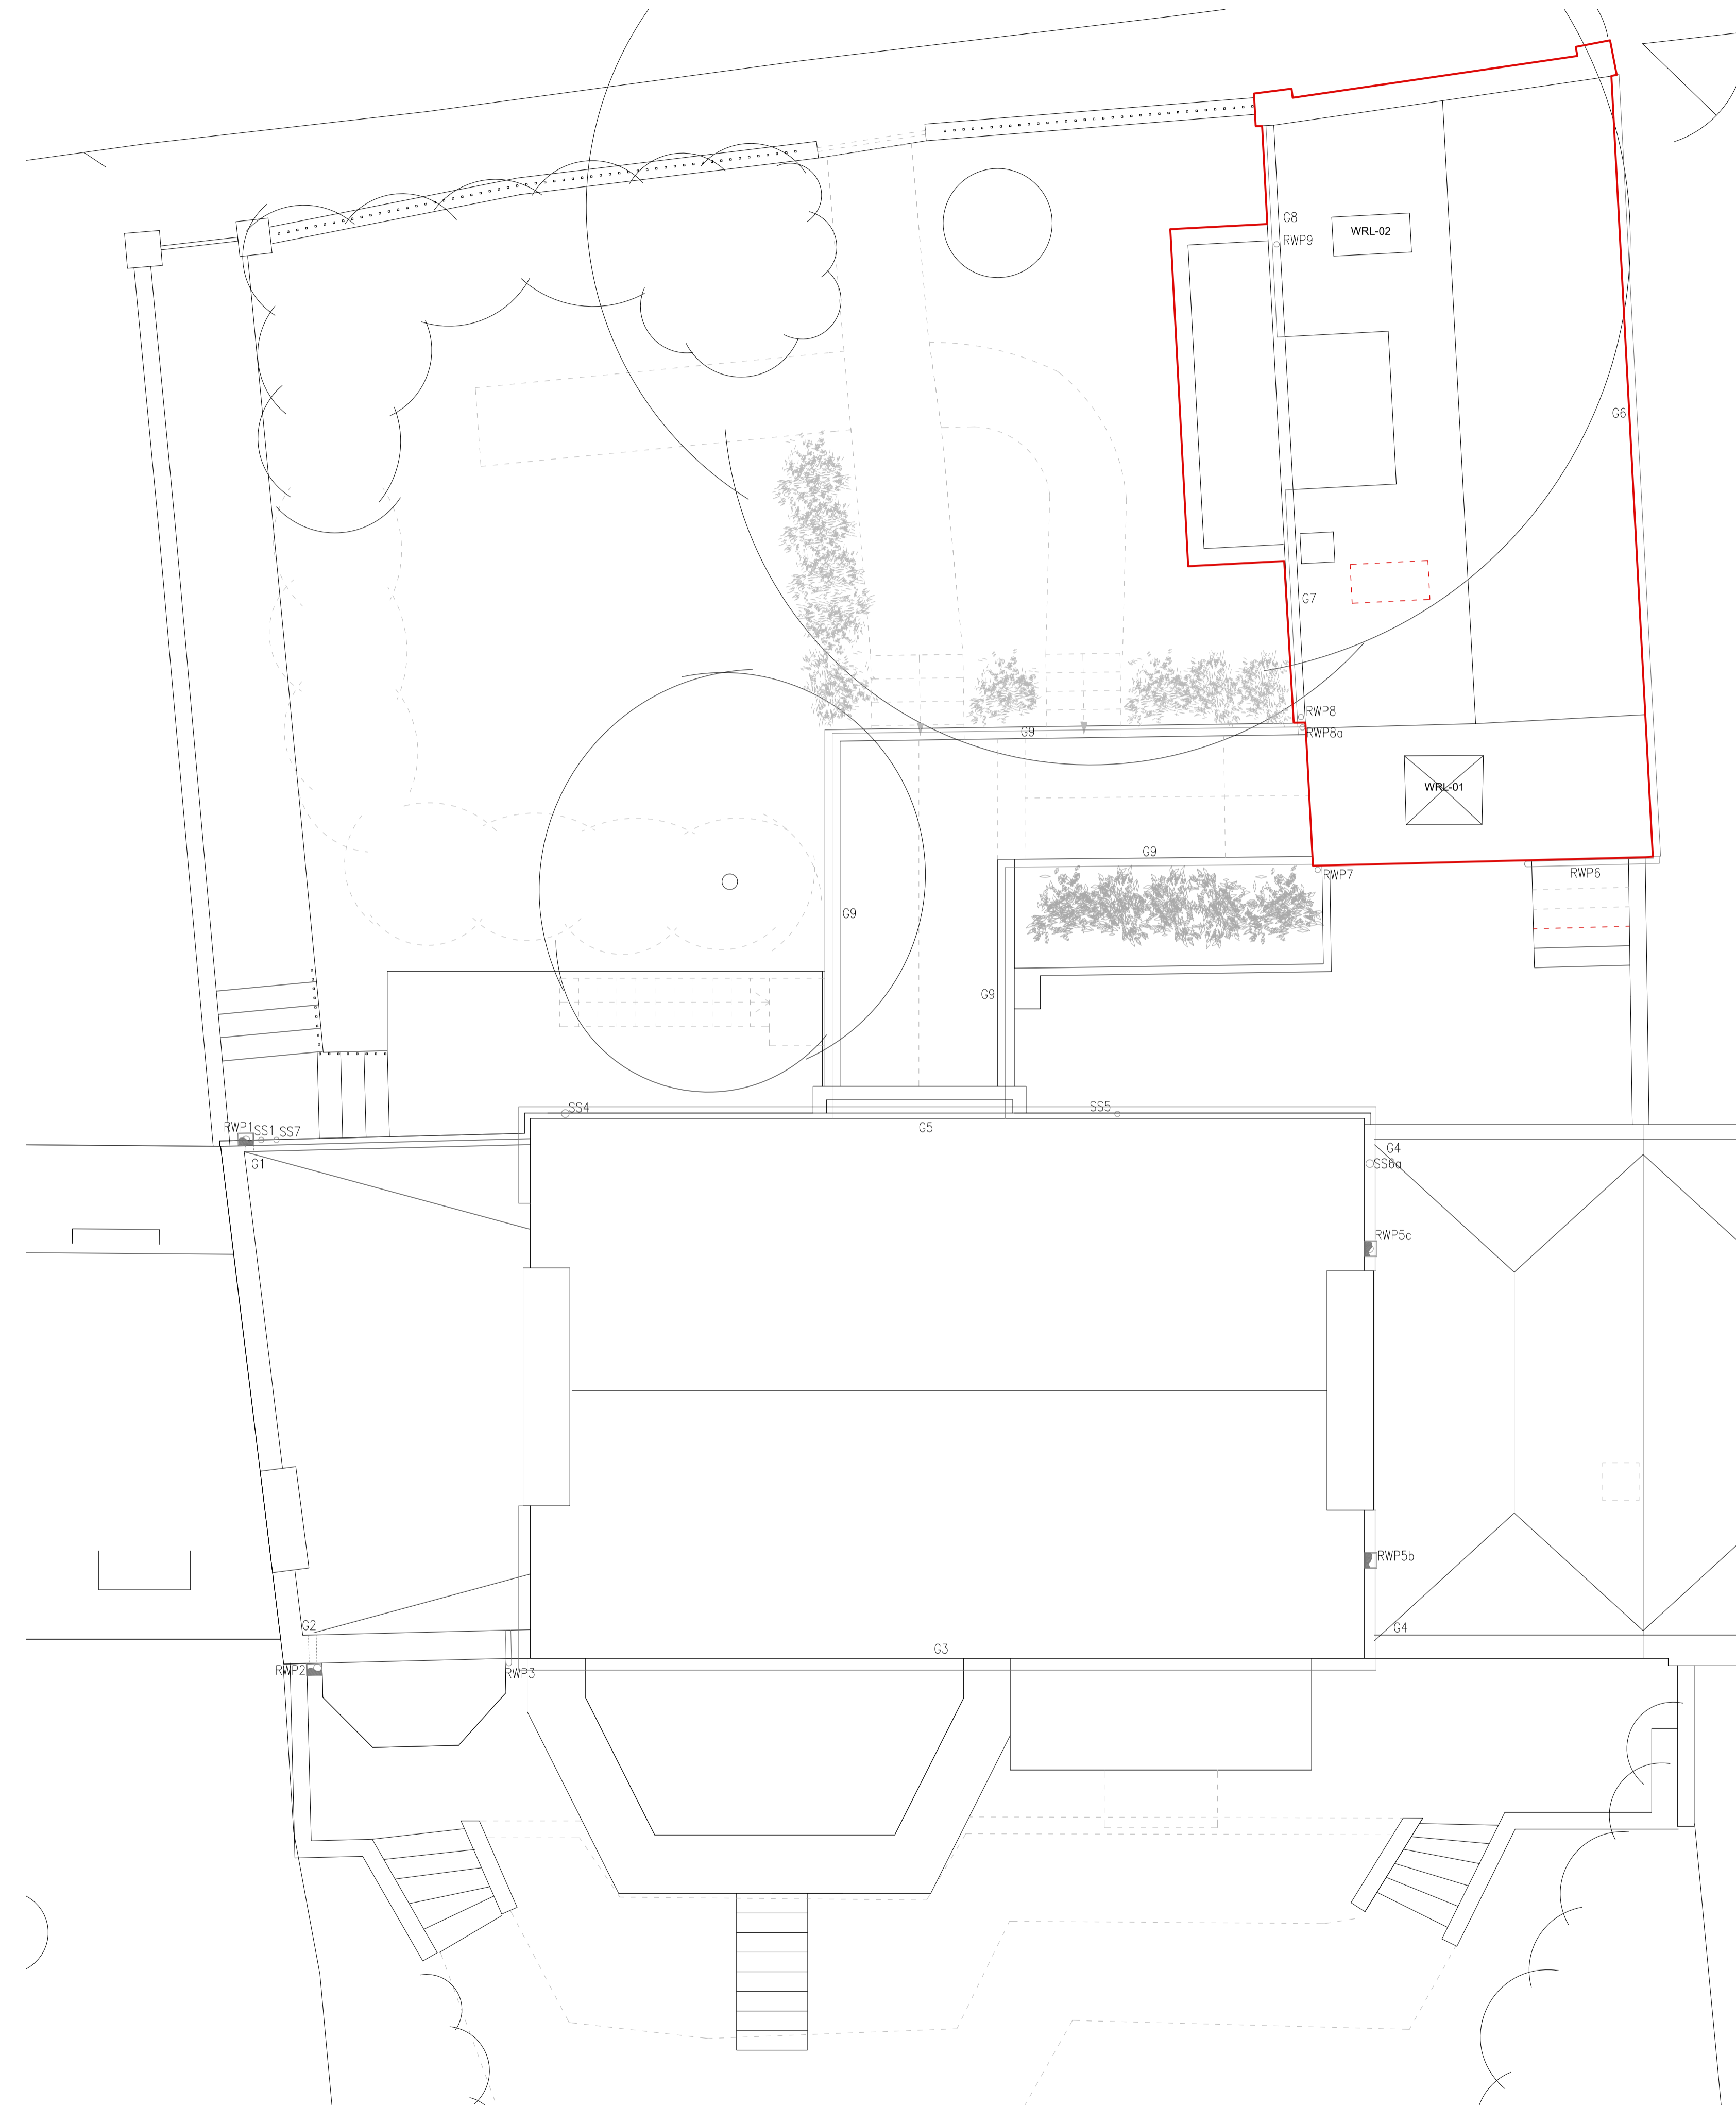 G8
WRL-02
RWP9
G6
G7
RWP8
G9
RWP8a
WRL-01
G9
RWP7
RWP6
G9
G9
SS4
SS5
RWP1
SS1
SS7
G5
G1
G4
SS6a
RWP5c
RWP5b
G2
G4
G3
RWP2
RWP3